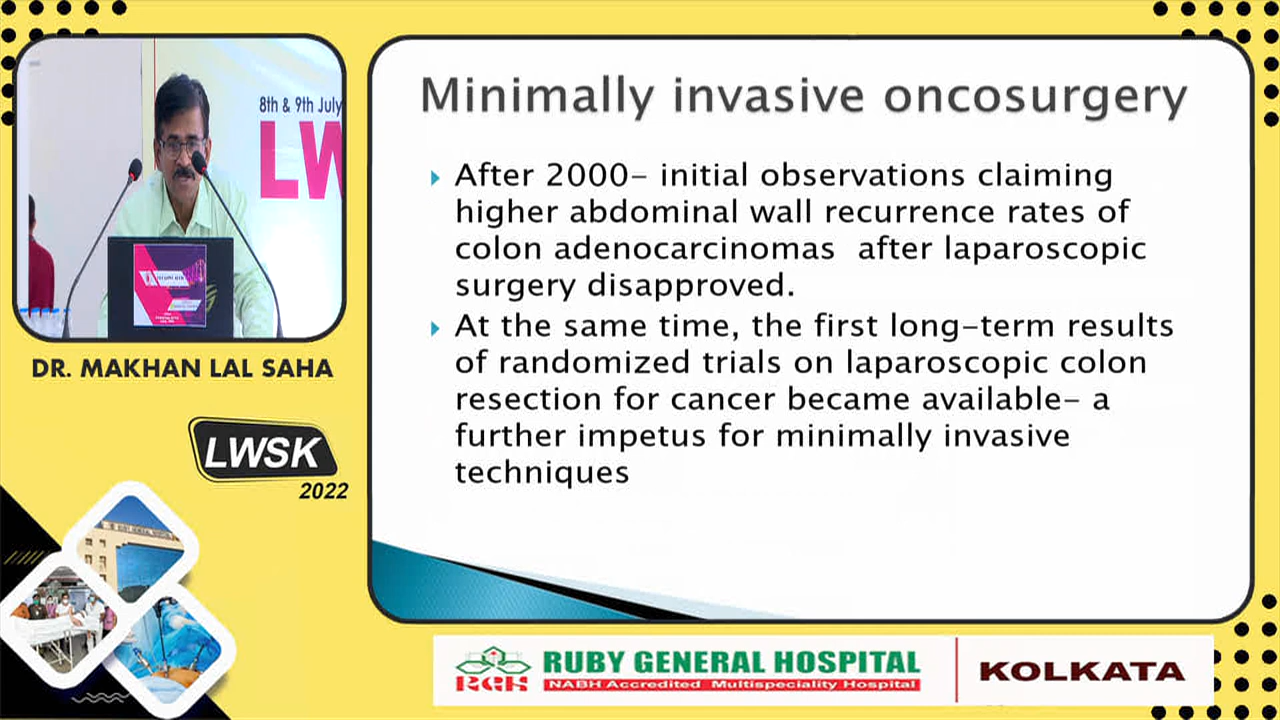 8th & 9th July
LW
DR. MAKHAN LAL SAHA
LWSK
2022
Minimally invasive oncosurgery
After 2000- initial observations claiming
higher abdominal wall recurrence rates of
colon adenocarcinomas after laparoscopic
surgery disapproved.
At the same time, the first long-term results
of randomized trials on laparoscopic colon
resection for cancer became available- a
further impetus for minimally invasive
techniques
RGH
RUBY GENERAL HOSPITAL
NABH Accredited Multispeciality Hospital
KOLKATA